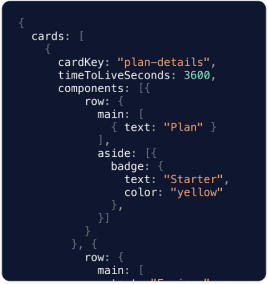 {
  cards: [
    {
      cardKey: "plan-details",
      timeToLiveSeconds: 3600,
      components: [{
          row: {
            main: [
              { text: "Plan" }
            ],
            aside: [{
              badge: {
                text: "Starter",
                color: "yellow"
              },
            }]
          }
        }, {
          row: {
            main: [